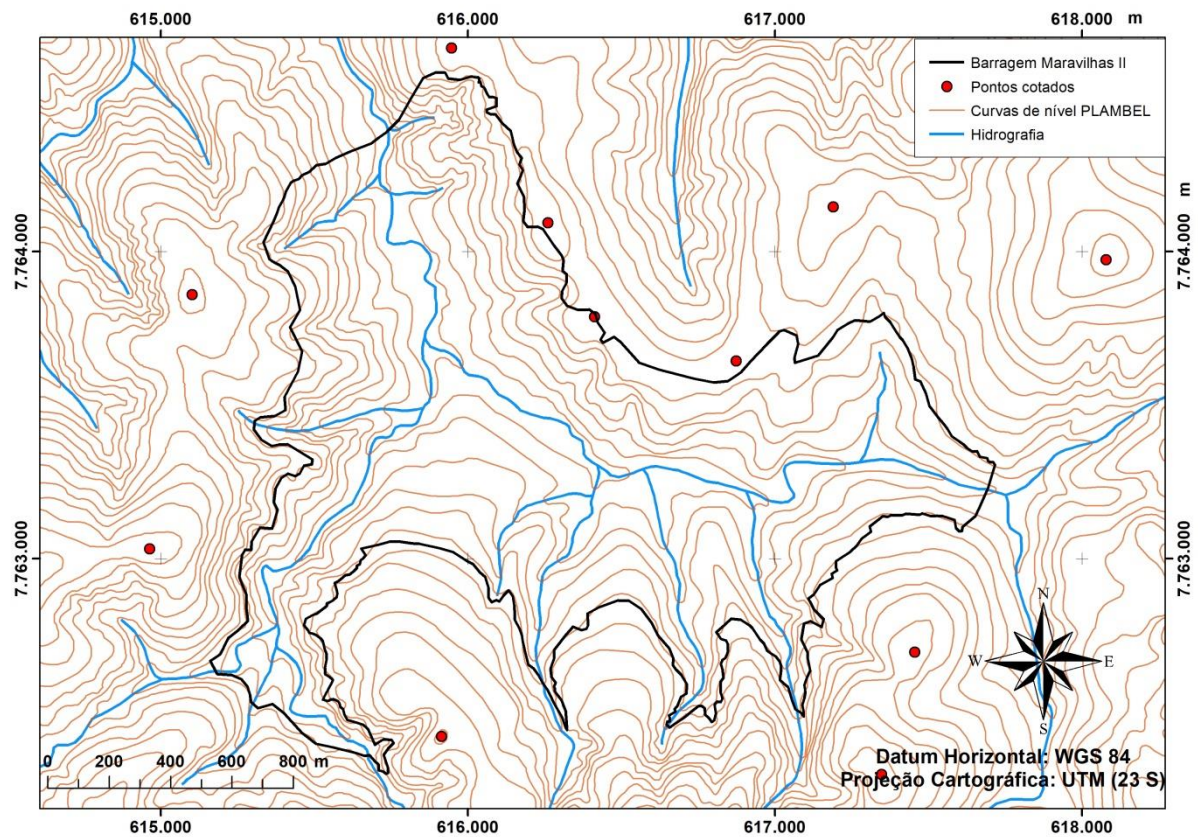 615.000 616.000 617.000 618.000 m
Barragem Maravilhas II
Pontos cotados
Curvas de nível PLAMBEL
Hidrografia
m
7.764.000 7.764.000
7.763.000 7.763.000
N
W E
S
0 200 400 600 800 m
Datum Horizontal: WGS 84
Projeção Cartográfica: UTM (23 S)
615.000 616.000 617.000 618.000